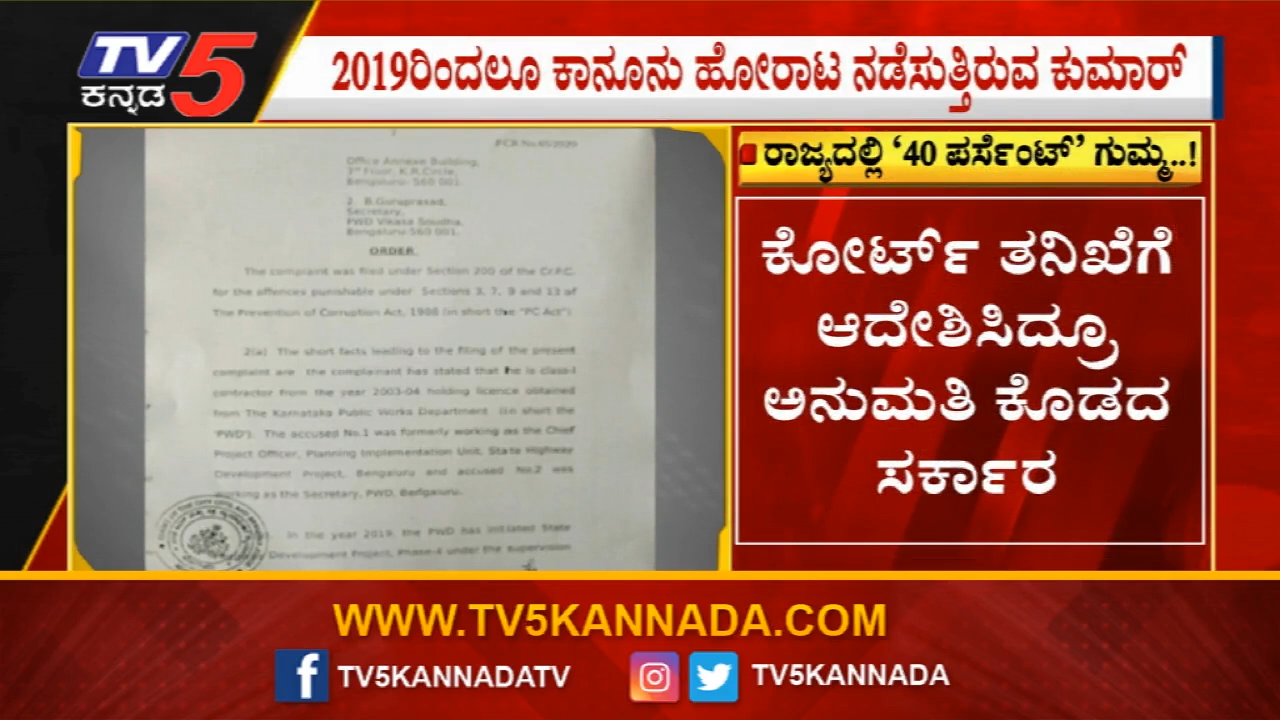 TV5
ಕನ್ನಡ
2019ರಿಂದಲೂ ಕಾನೂನು ಹೋರಾಟ ನಡೆಸುತ್ತಿರುವ ಕುಮಾರ್
ರಾಜ್ಯದಲ್ಲಿ ‘40 ಪರ್ಸೆಂಟ್’ ಗುಮ್ಮ..!
ಕೋರ್ಟ್ ತನಿಖೆಗೆ
ಆದೇಶಿಸಿದ್ರೂ
ಅನುಮತಿ ಕೊಡದ
ಸರ್ಕಾರ
Office Annexe Building,
3rd Floor, K.R.Circle,
Bengaluru- 560 001.
2. B.Guruprasad,
Secretary,
PWD Vikasa Soudha,
Bengaluru-560 001.
ORDER
The complaint was filed under Section 200 of the Cr.P.C.
for the offences punishable under Sections 3, 7, 9 and 13 of
The Prevention of Corruption Act, 1988 (in short the "PC Act").
2(a) The short facts leading to the filing of the present
complaint are the complainant has stated that he is class-I
contractor from the year 2003-04 holding licence obtained
from The Karnataka Public Works Department (in short the
'PWD'). The accused No.1 was formerly working as the Chief
Project Officer, Planning Implementation Unit, State Highway
Development Project, Bengaluru and accused No.2 was
working as the Secretary, PWD, Bengaluru.
In the year 2019, the PWD has initiated State
Development Project, Phase-4 under the supervision
WWW.TV5KANNADA.COM
TV5KANNADATV
TV5KANNADA